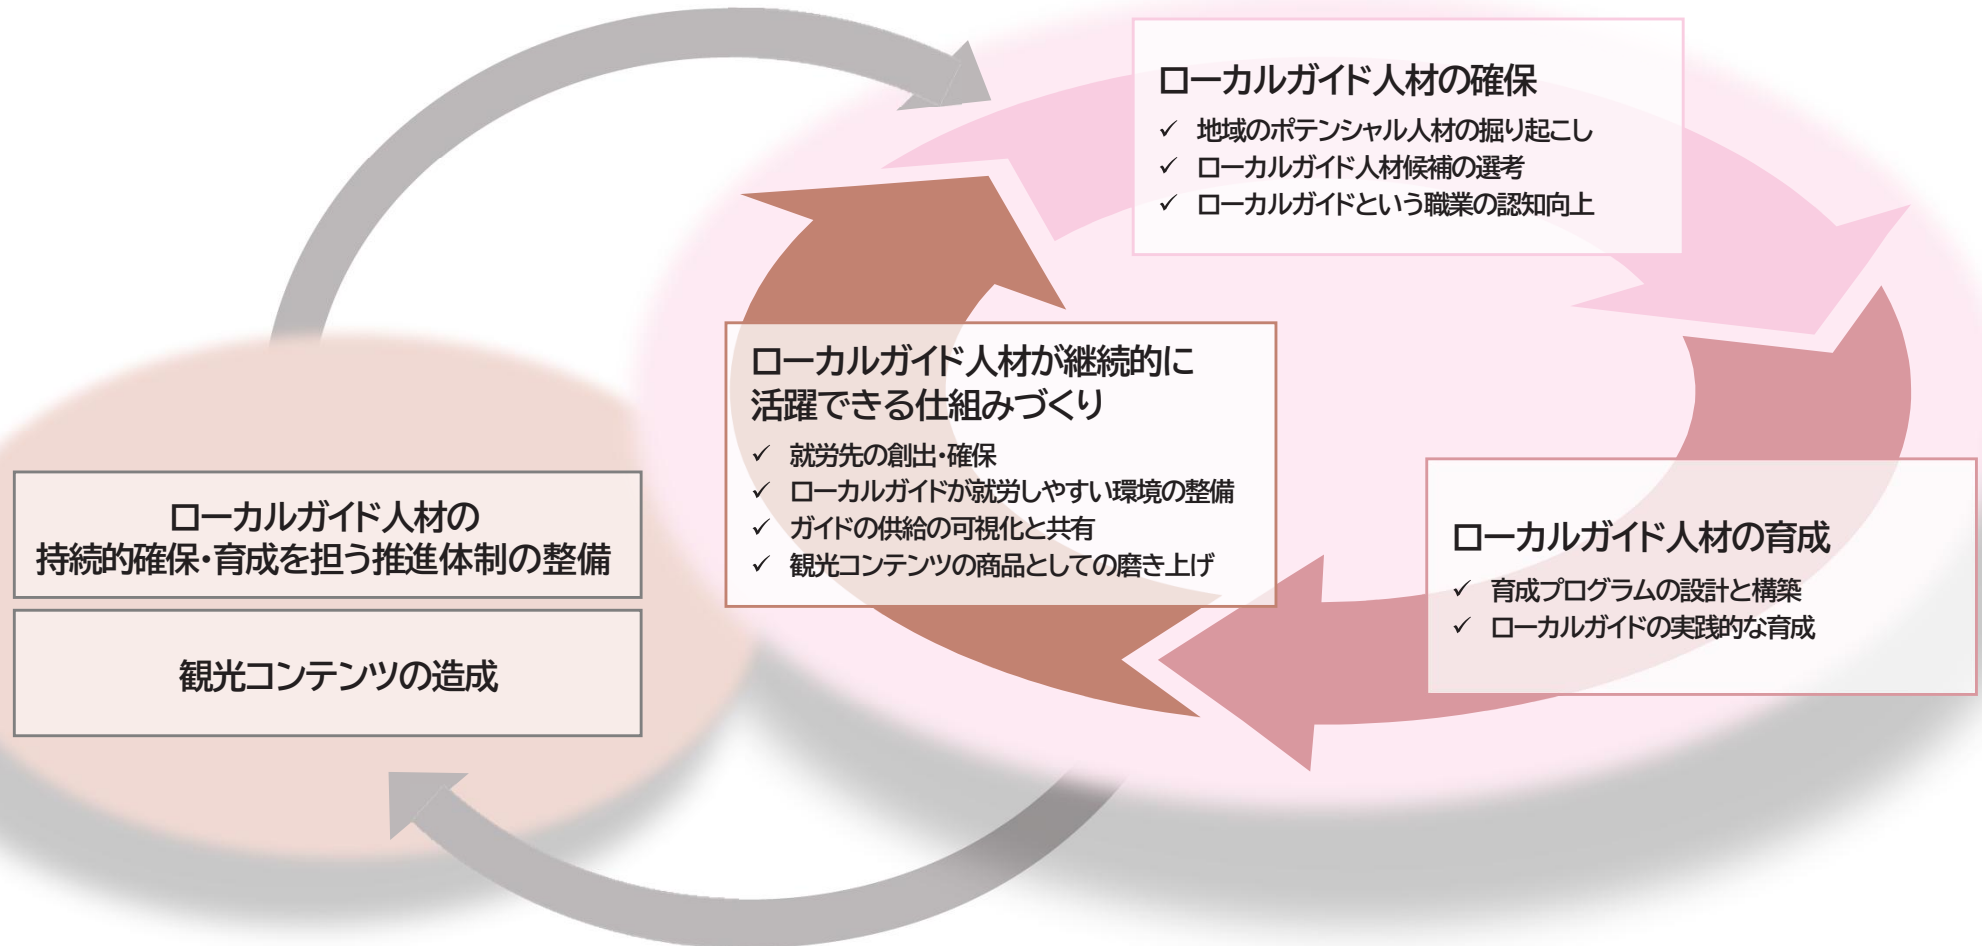 ローカルガイド人材の確保
✓ 地域のポテンシャル人材の掘り起こし
✓ ローカルガイド人材候補の選考
✓ ローカルガイドという職業の認知向上
ローカルガイド人材が継続的に
活躍できる仕組みづくり
✓ 就労先の創出・確保
✓ ローカルガイドが就労しやすい環境の整備
✓ ガイドの供給の可視化と共有
✓ 観光コンテンツの商品としての磨き上げ
ローカルガイド人材の育成
✓ 育成プログラムの設計と構築
✓ ローカルガイドの実践的な育成
ローカルガイド人材の
持続的確保・育成を担う推進体制の整備
観光コンテンツの造成